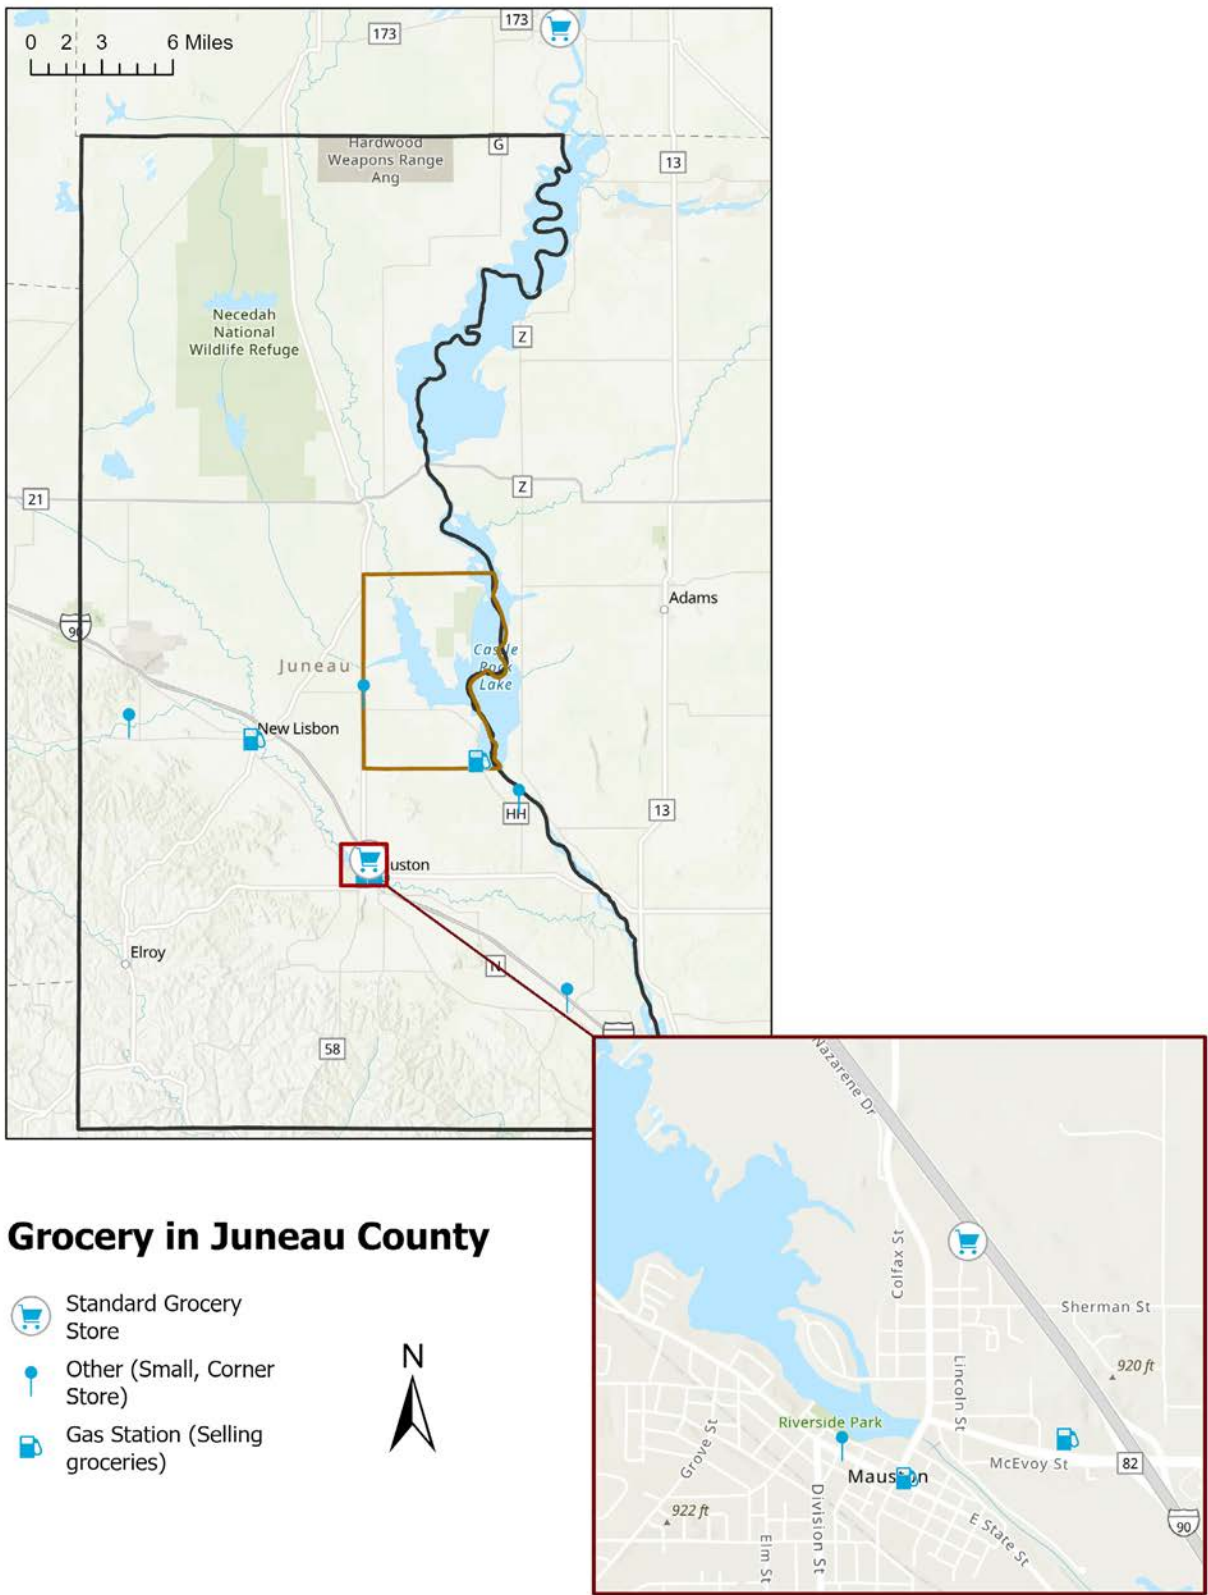 173
173
0 2 3 6 Miles
Hardwood
Weapons Range
Ang
G
13
Necedah
National
Wildlife Refuge
Z
21
Z
Adams
90
Juneau
Castle
Rock
Lake
New Lisbon
HH
13
uston
Elroy
N
58
Nazarene Dr
Colfax St
Sherman St
Lincoln St
920 ft
Riverside Park
Grove St
McEvoy St
82
Mauston
922 ft
Division St
E State St
90
Elm St
Grocery in Juneau County
Standard Grocery
Store
Other (Small, Corner
Store)
Gas Station (Selling
groceries)
N